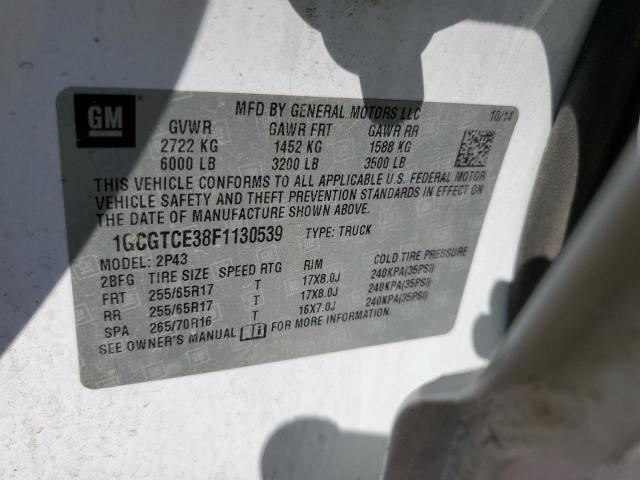 GM
MFD BY GENERAL MOTORS LLC 10/14
GVWR GAWR FRT GAWR RR
2722 KG 1452 KG 1588 KG
6000 LB 3200 LB 3500 LB
THIS VEHICLE CONFORMS TO ALL APPLICABLE U.S. FEDERAL MOTOR
VEHICLE SAFETY AND THEFT PREVENTION STANDARDS IN EFFECT ON
THE DATE OF MANUFACTURE SHOWN ABOVE.
1GCGTCE38F1130539 TYPE: TRUCK
MODEL: 2P43
2BFG TIRE SIZE SPEED RTG RIM COLD TIRE PRESSURE
FRT 255/65R17 T 17X8.0J 240KPA(35PSI)
RR 255/65R17 T 17X8.0J 240KPA(35PSI)
SPA 265/70R16 T 16X7.0J 240KPA(35PSI)
SEE OWNER'S MANUAL FOR MORE INFORMATION.